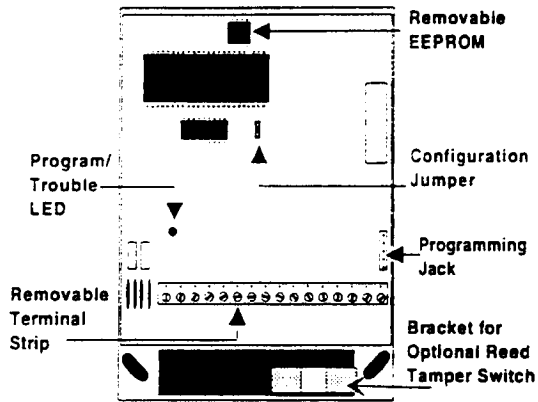 Removable
EEPROM
Program/
Trouble
LED
Configuration
Jumper
Programming
Jack
Removable
Terminal
Strip
Bracket for
Optional Reed
Tamper Switch